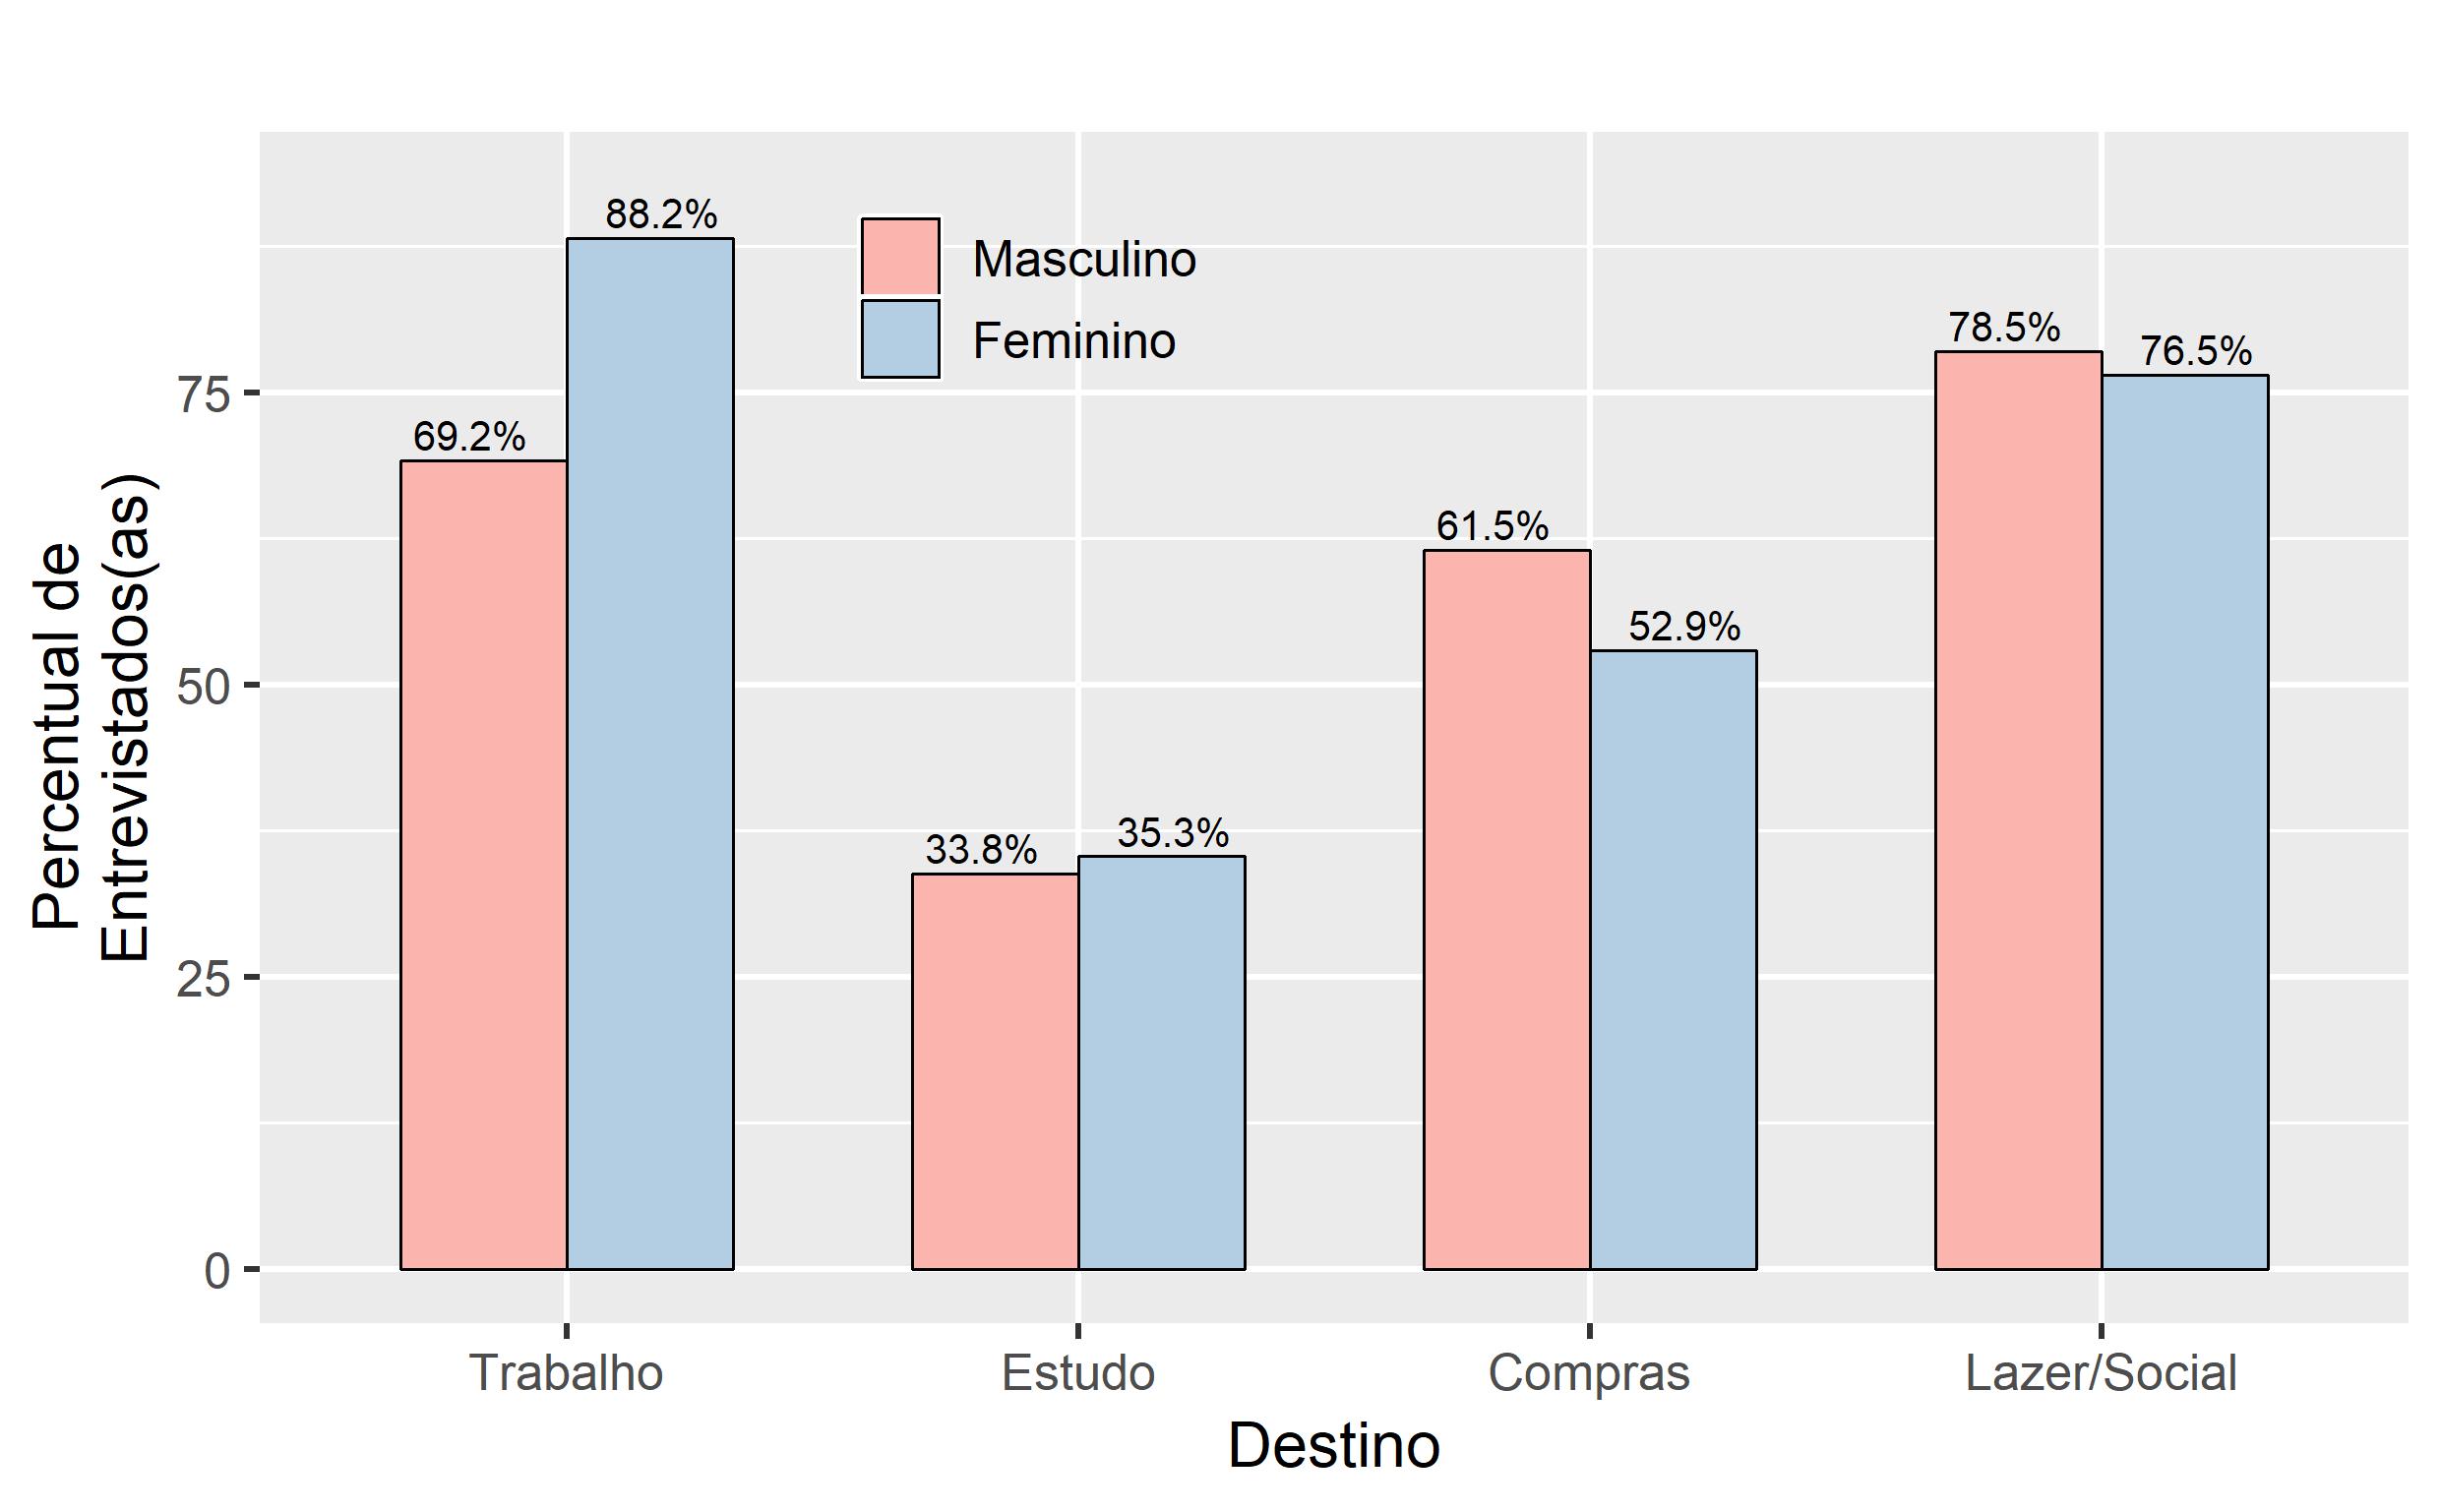 88.2%
Masculino
Feminino
78.5%
76.5%
75
69.2%
61.5%
52.9%
50
33.8%
35.3%
25
0
Percentual de
Entrevistados(as)
Trabalho
Estudo
Compras
Lazer/Social
Destino